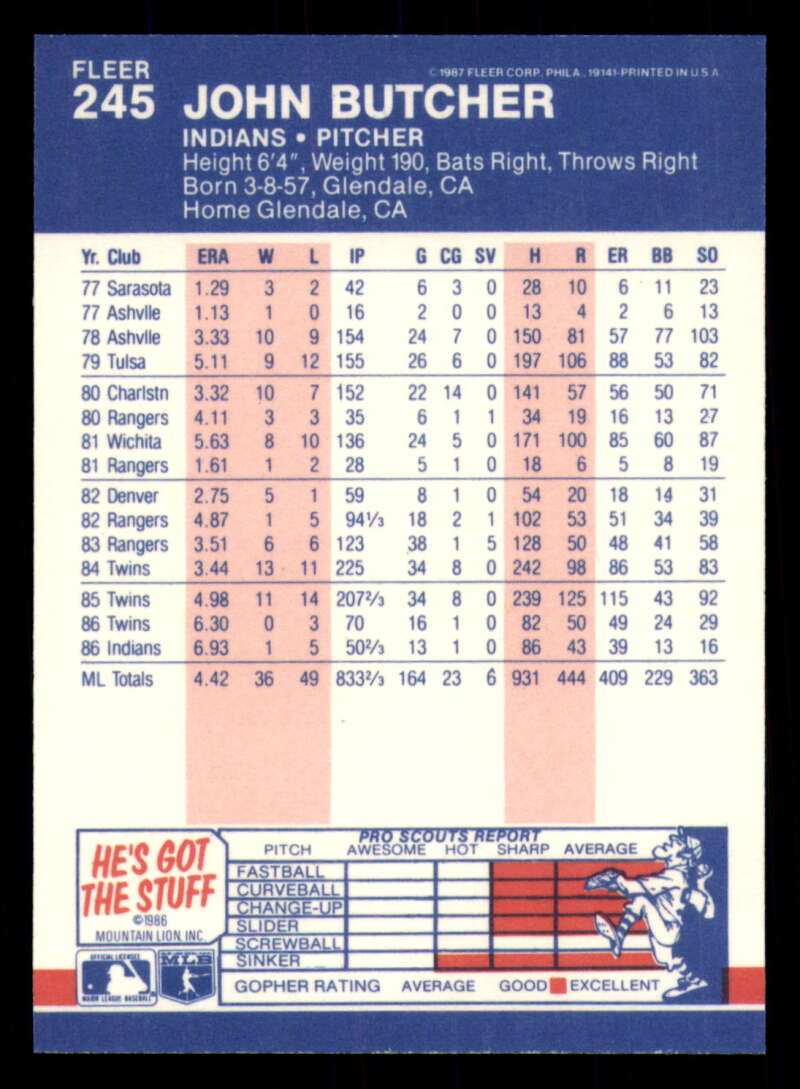 FLEER
©1987 FLEER CORP. PHILA., 19141-PRINTED IN U S A
245 JOHN BUTCHER
INDIANS • PITCHER
Height 6'4", Weight 190, Bats Right, Throws Right
Born 3-8-57, Glendale, CA
Home Glendale, CA
Yr. Club ERA W L IP G CG SV H R ER BB SO
77 Sarasota 1.29 3 2 42 6 3 0 28 10 6 11 23
77 Ashvlle 1.13 1 0 16 2 0 0 13 4 2 6 13
78 Ashvlle 3.33 10 9 154 24 7 0 150 81 57 77 103
79 Tulsa 5.11 9 12 155 26 6 0 197 106 88 53 82
80 Charlstn 3.32 10 7 152 22 14 0 141 57 56 50 71
80 Rangers 4.11 3 3 35 6 1 1 34 19 16 13 27
81 Wichita 5.63 8 10 136 24 5 0 171 100 85 60 87
81 Rangers 1.61 1 2 28 5 1 0 18 6 5 8 19
82 Denver 2.75 5 1 59 8 1 0 54 20 18 14 31
82 Rangers 4.87 1 5 94⅓ 18 2 1 102 53 51 34 39
83 Rangers 3.51 6 6 123 38 1 5 128 50 48 41 58
84 Twins 3.44 13 11 225 34 8 0 242 98 86 53 83
85 Twins 4.98 11 14 207⅔ 34 8 0 239 125 115 43 92
86 Twins 6.30 0 3 70 16 1 0 82 50 49 24 29
86 Indians 6.93 1 5 50⅔ 13 1 0 86 43 39 13 16
ML Totals 4.42 36 49 833⅔ 164 23 6 931 444 409 229 363
HE'S GOT
THE STUFF
©1986
MOUNTAIN LION, INC.
PRO SCOUTS REPORT
PITCH AWESOME HOT SHARP AVERAGE
FASTBALL
CURVEBALL
CHANGE-UP
SLIDER
SCREWBALL
SINKER
OFFICIAL LICENSEE
MAJOR LEAGUE BASEBALL
MLB
GOPHER RATING AVERAGE GOOD EXCELLENT